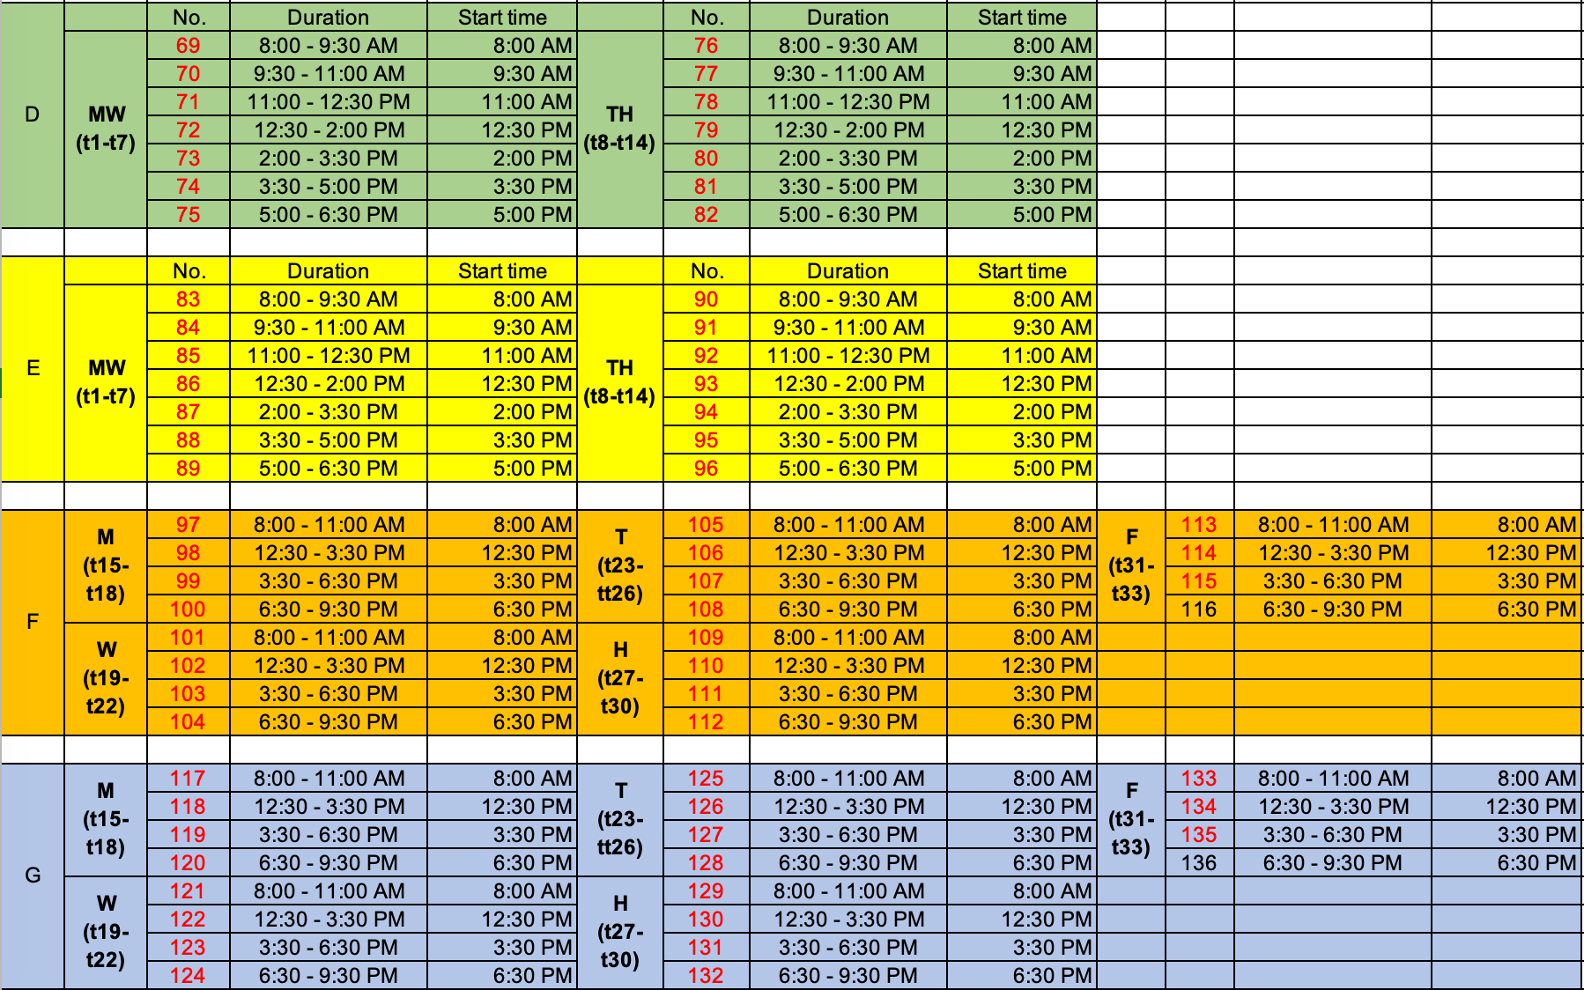 No. Duration Start time No. Duration Start time
69 8:00 - 9:30 AM 8:00 AM 76 8:00 - 9:30 AM 8:00 AM
70 9:30 - 11:00 AM 9:30 AM 77 9:30 - 11:00 AM 9:30 AM
D MW (t1-t7) 71 11:00 - 12:30 PM 11:00 AM TH (t8-t14) 78 11:00 - 12:30 PM 11:00 AM
72 12:30 - 2:00 PM 12:30 PM 79 12:30 - 2:00 PM 12:30 PM
73 2:00 - 3:30 PM 2:00 PM 80 2:00 - 3:30 PM 2:00 PM
74 3:30 - 5:00 PM 3:30 PM 81 3:30 - 5:00 PM 3:30 PM
75 5:00 - 6:30 PM 5:00 PM 82 5:00 - 6:30 PM 5:00 PM
No. Duration Start time No. Duration Start time
83 8:00 - 9:30 AM 8:00 AM 90 8:00 - 9:30 AM 8:00 AM
84 9:30 - 11:00 AM 9:30 AM 91 9:30 - 11:00 AM 9:30 AM
E MW (t1-t7) 85 11:00 - 12:30 PM 11:00 AM TH (t8-t14) 92 11:00 - 12:30 PM 11:00 AM
86 12:30 - 2:00 PM 12:30 PM 93 12:30 - 2:00 PM 12:30 PM
87 2:00 - 3:30 PM 2:00 PM 94 2:00 - 3:30 PM 2:00 PM
88 3:30 - 5:00 PM 3:30 PM 95 3:30 - 5:00 PM 3:30 PM
89 5:00 - 6:30 PM 5:00 PM 96 5:00 - 6:30 PM 5:00 PM
F M (t15-t18) 97 8:00 - 11:00 AM 8:00 AM T (t23-tt26) 105 8:00 - 11:00 AM 8:00 AM F (t31-t33) 113 8:00 - 11:00 AM 8:00 AM
98 12:30 - 3:30 PM 12:30 PM 106 12:30 - 3:30 PM 12:30 PM 114 12:30 - 3:30 PM 12:30 PM
99 3:30 - 6:30 PM 3:30 PM 107 3:30 - 6:30 PM 3:30 PM 115 3:30 - 6:30 PM 3:30 PM
100 6:30 - 9:30 PM 6:30 PM 108 6:30 - 9:30 PM 6:30 PM 116 6:30 - 9:30 PM 6:30 PM
W (t19-t22) 101 8:00 - 11:00 AM 8:00 AM H (t27-t30) 109 8:00 - 11:00 AM 8:00 AM
102 12:30 - 3:30 PM 12:30 PM 110 12:30 - 3:30 PM 12:30 PM
103 3:30 - 6:30 PM 3:30 PM 111 3:30 - 6:30 PM 3:30 PM
104 6:30 - 9:30 PM 6:30 PM 112 6:30 - 9:30 PM 6:30 PM
G M (t15-t18) 117 8:00 - 11:00 AM 8:00 AM T (t23-tt26) 125 8:00 - 11:00 AM 8:00 AM F (t31-t33) 133 8:00 - 11:00 AM 8:00 AM
118 12:30 - 3:30 PM 12:30 PM 126 12:30 - 3:30 PM 12:30 PM 134 12:30 - 3:30 PM 12:30 PM
119 3:30 - 6:30 PM 3:30 PM 127 3:30 - 6:30 PM 3:30 PM 135 3:30 - 6:30 PM 3:30 PM
120 6:30 - 9:30 PM 6:30 PM 128 6:30 - 9:30 PM 6:30 PM 136 6:30 - 9:30 PM 6:30 PM
W (t19-t22) 121 8:00 - 11:00 AM 8:00 AM H (t27-t30) 129 8:00 - 11:00 AM 8:00 AM
122 12:30 - 3:30 PM 12:30 PM 130 12:30 - 3:30 PM 12:30 PM
123 3:30 - 6:30 PM 3:30 PM 131 3:30 - 6:30 PM 3:30 PM
124 6:30 - 9:30 PM 6:30 PM 132 6:30 - 9:30 PM 6:30 PM